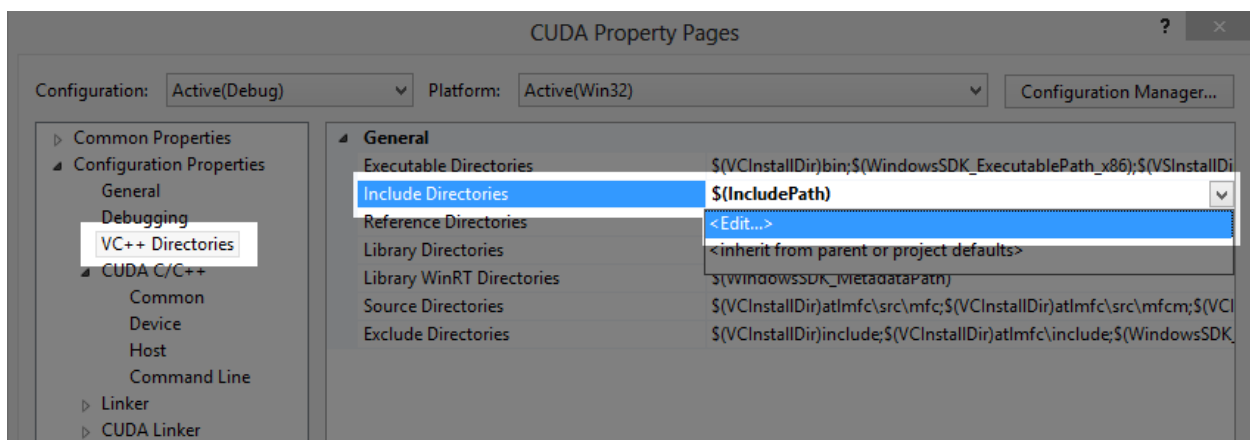 CUDA Property Pages
?
Configuration: Active(Debug) Platform: Active(Win32) Configuration Manager...
Common Properties
Configuration Properties
General
Debugging
VC++ Directories
CUDA C/C++
Common
Device
Host
Command Line
Linker
CUDA Linker
General
Executable Directories $(VCInstallDir)bin;$(WindowsSDK_ExecutablePath_x86);$(VSInstallDi
Include Directories $(IncludePath)
Reference Directories <Edit...>
Library Directories <inherit from parent or project defaults>
Library WinRT Directories $(WindowsSDK_MetadataPath)
Source Directories $(VCInstallDir)atlmfc\src\mfc;$(VCInstallDir)atlmfc\src\mfcm;$(VCI
Exclude Directories $(VCInstallDir)include;$(VCInstallDir)atlmfc\include;$(WindowsSDK_